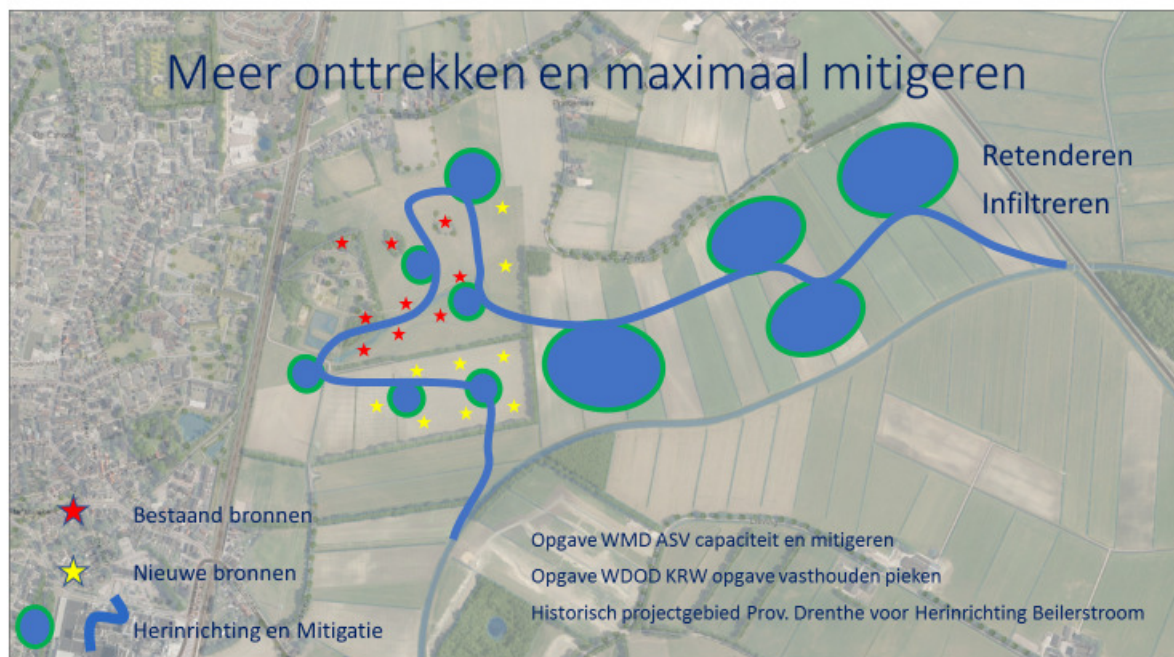 Meer onttrekken en maximaal mitigeren
Retenderen
Infiltreren
Bestaand bronnen
Nieuwe bronnen
Herinrichting en Mitigatie
Opgave WMD ASV capaciteit en mitigeren
Opgave WDOD KRW opgave vasthouden pieken
Historisch projectgebied Prov. Drenthe voor Herinrichting Beilerstroom